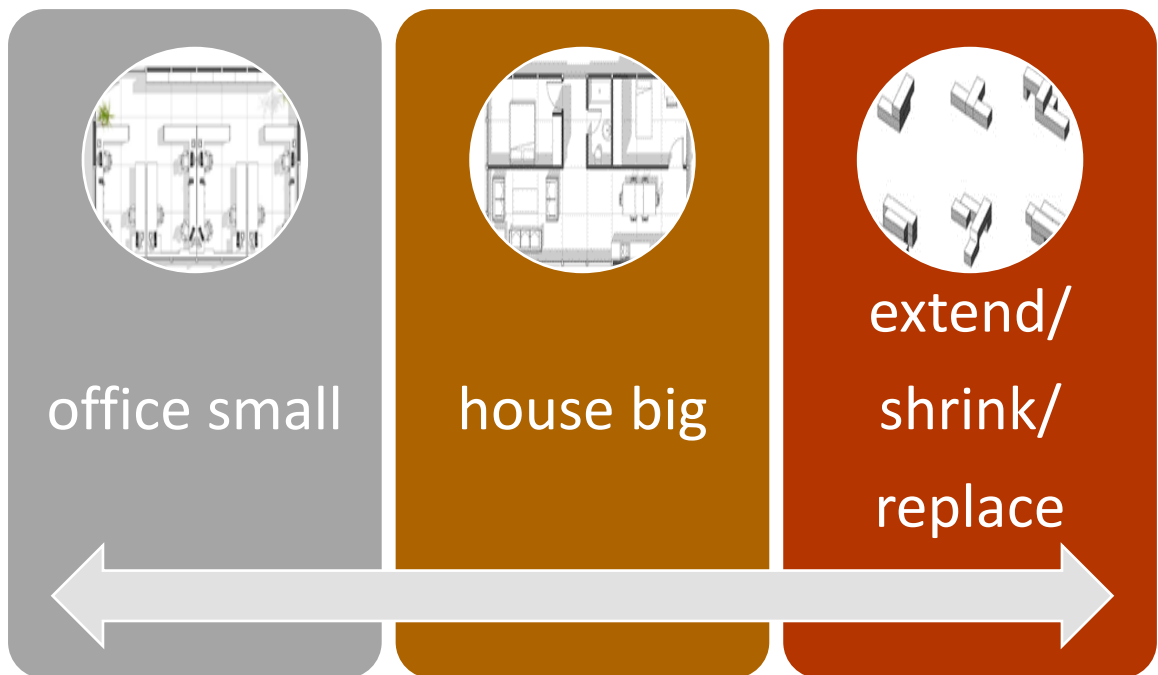 office small
house big
extend/
shrink/
replace